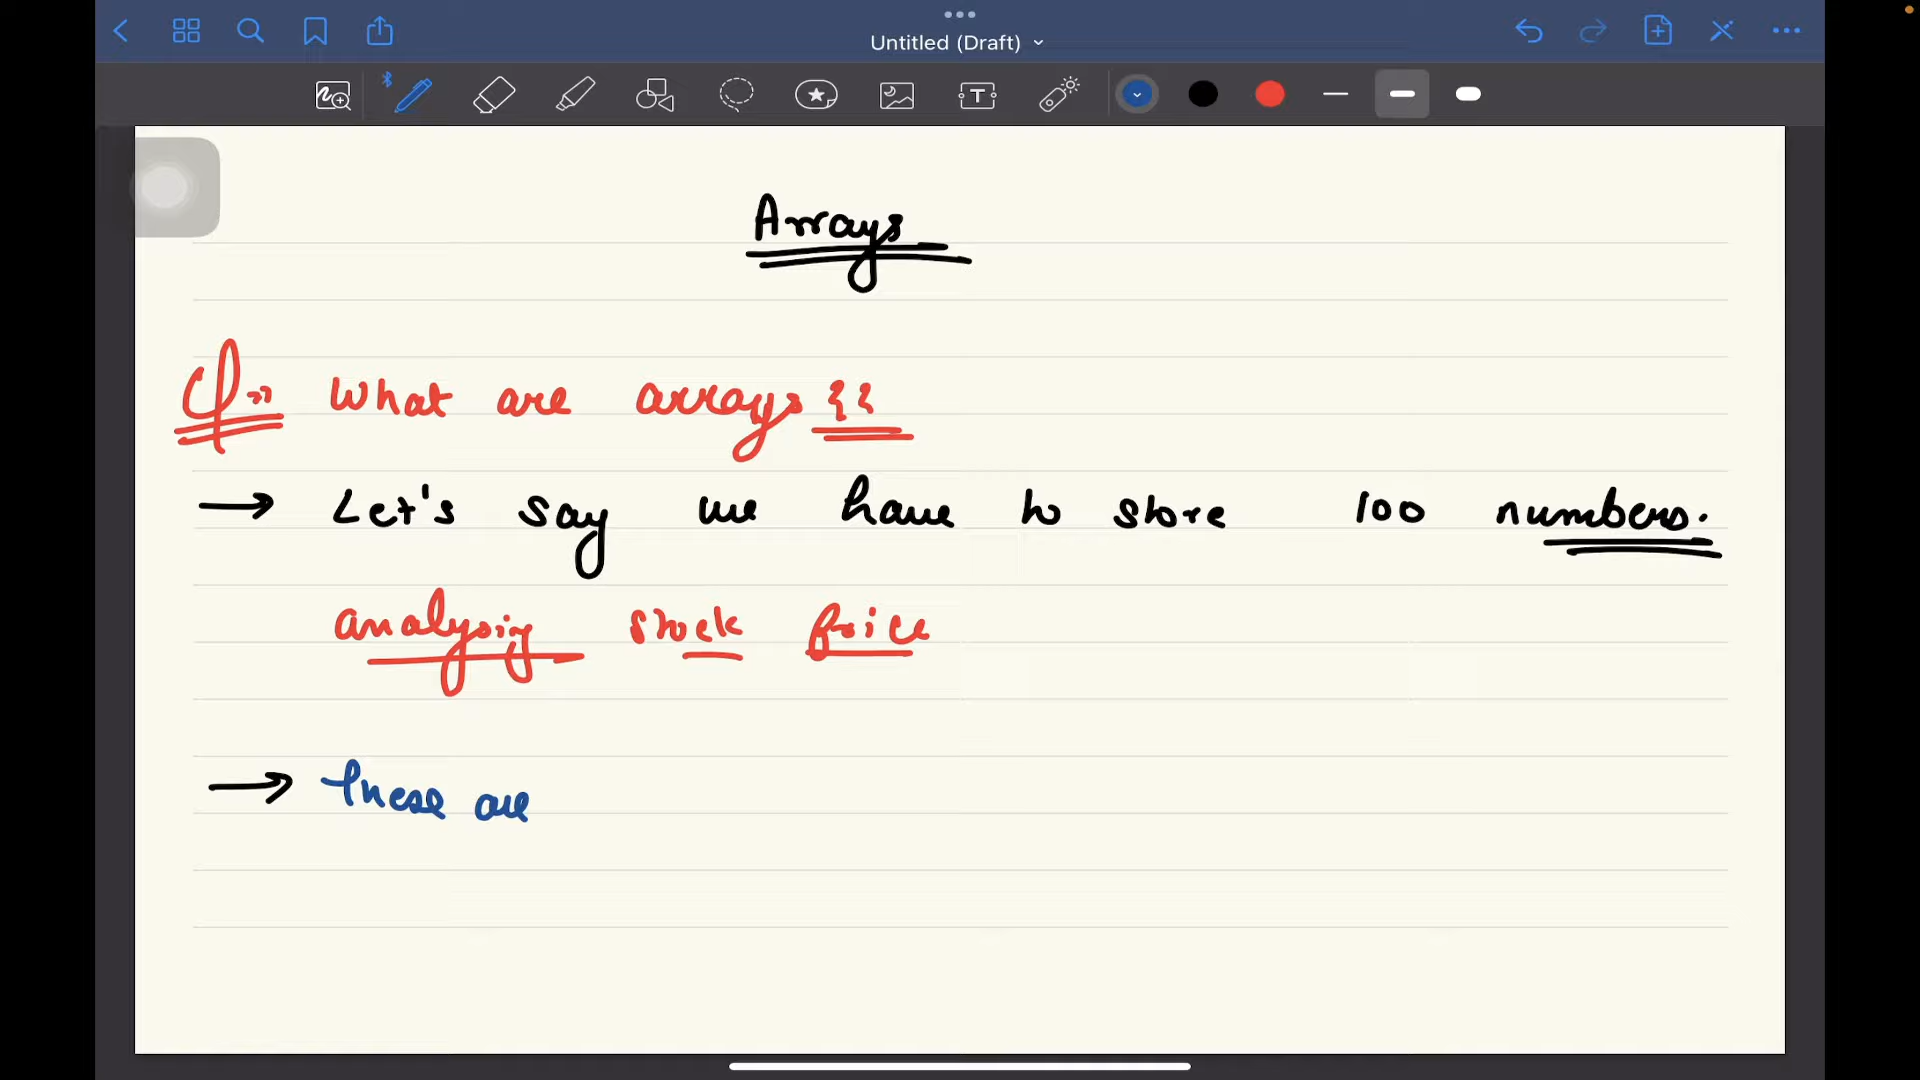 Untitled (Draft)
Arrays
Q⇒ What are arrays {{
→ Let's say we have to store 100 numbers.
analysing stock price
→ these are